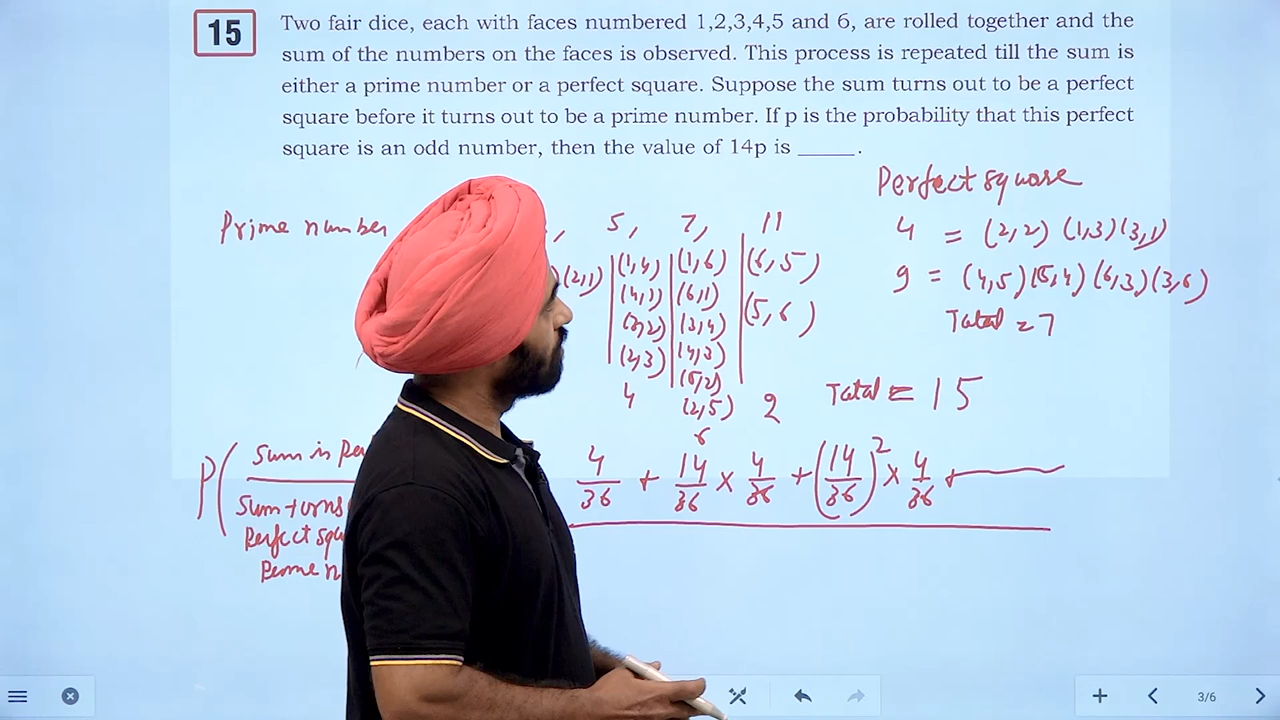 15
Two fair dice, each with faces numbered 1,2,3,4,5 and 6, are rolled together and the
sum of the numbers on the faces is observed. This process is repeated till the sum is
either a prime number or a perfect square. Suppose the sum turns out to be a perfect
square before it turns out to be a prime number. If p is the probability that this perfect
square is an odd number, then the value of 14p is _____.
Perfect square
4 = (2,2) (1,3) (3,1)
9 = (4,5) (5,4) (6,3) (3,6)
Total = 7
Prime number , 5, 7, 11
(2,1) (1,4) (1,6) (6,5)
(4,1) (6,1) (5,6)
(3,2) (3,4)
(2,3) (4,3)
(5,2)
4 (2,5) 2
6
Total = 15
P( Sum is
Sum turns
Perfect
4/36 + 14/36 × 4/36 + (14/36)² × 4/36 +
3/6